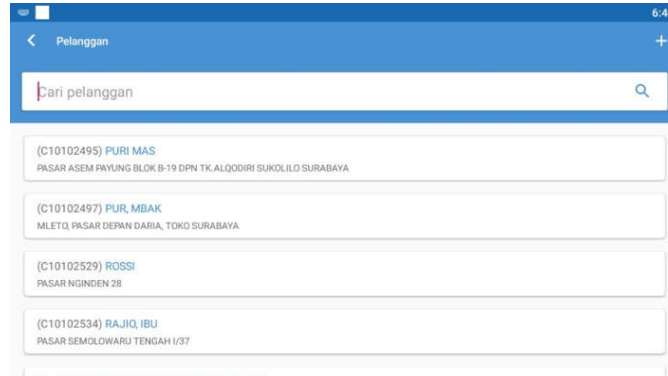 6:4
Pelanggan
Cari pelanggan
(C10102495) PURI MAS
PASAR ASEM PAYUNG BLOK B-19 DPN TK.ALQODIRI SUKOLILO SURABAYA
(C10102497) PUR, MBAK
MLETO, PASAR DEPAN DARIA, TOKO SURABAYA
(C10102529) ROSSI
PASAR NGINDEN 28
(C10102534) RAJIO, IBU
PASAR SEMOLOWARU TENGAH I/37